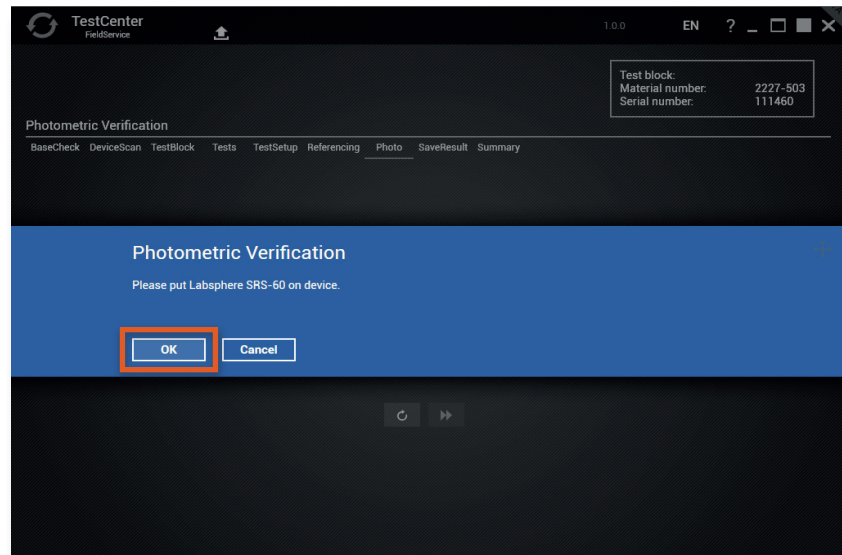 TestCenter
FieldService
1.0.0 EN ?
Test block:
Material number: 2227-503
Serial number: 111460
Photometric Verification
BaseCheck DeviceScan TestBlock Tests TestSetup Referencing Photo SaveResult Summary
Photometric Verification
Please put Labsphere SRS-60 on device.
OK Cancel